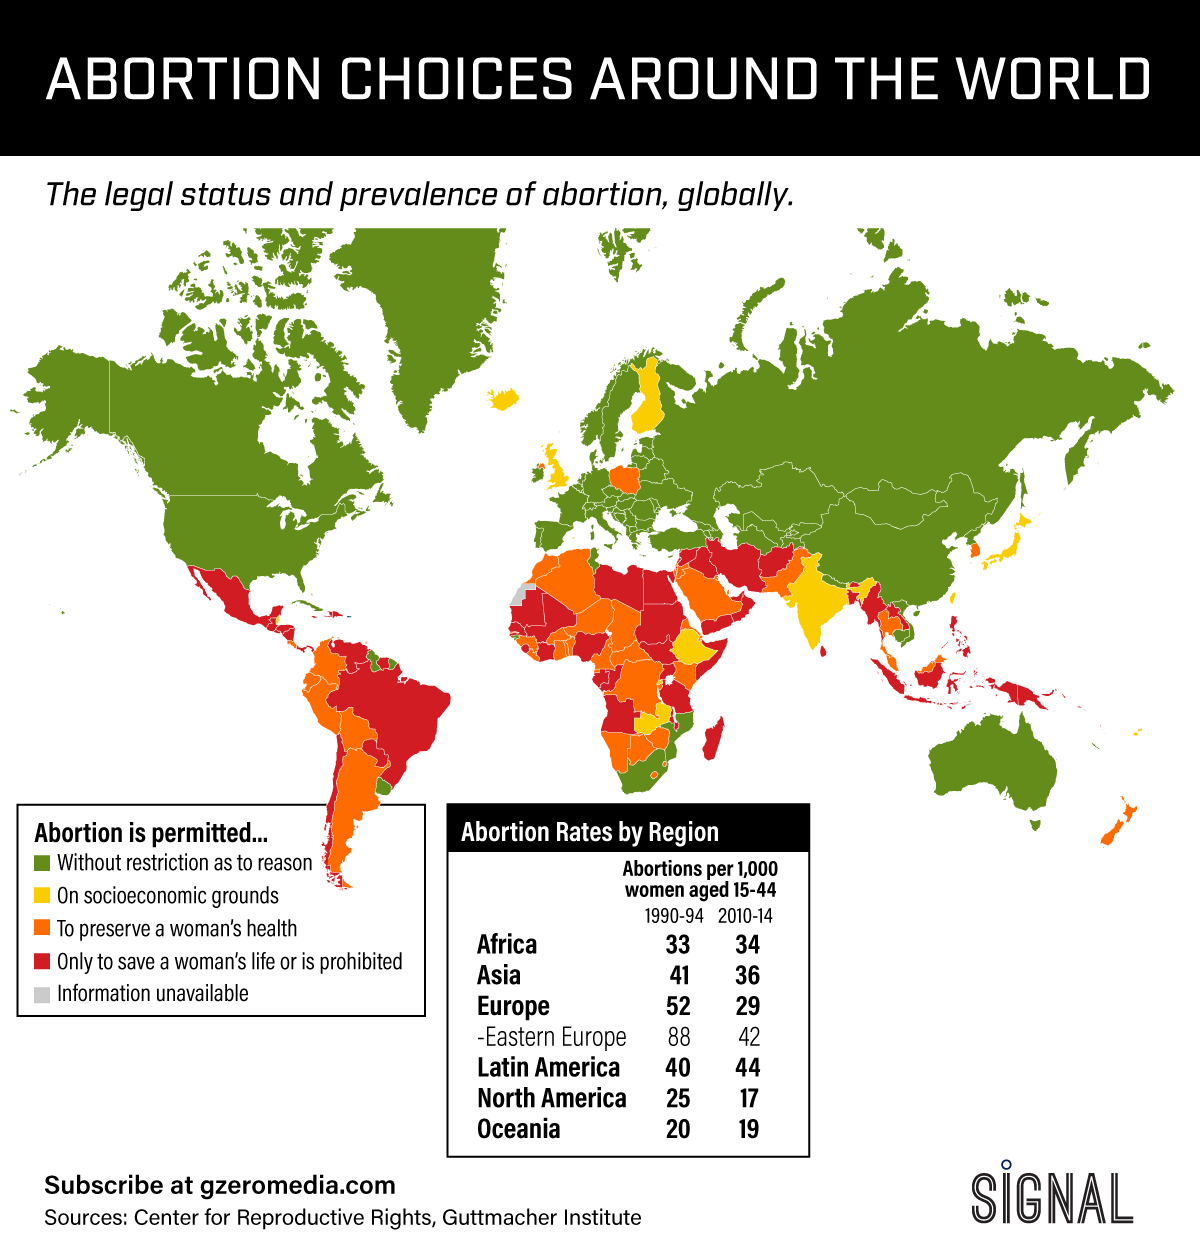 ABORTION CHOICES AROUND THE WORLD
The legal status and prevalence of abortion, globally.
Abortion is permitted...
Without restriction as to reason
On socioeconomic grounds
To preserve a woman's health
Only to save a woman's life or is prohibited
Information unavailable
Abortion Rates by Region
Abortions per 1,000
women aged 15-44
1990-94 2010-14
Africa 33 34
Asia 41 36
Europe 52 29
-Eastern Europe 88 42
Latin America 40 44
North America 25 17
Oceania 20 19
Subscribe at gzeromedia.com
Sources: Center for Reproductive Rights, Guttmacher Institute
SIGNAL